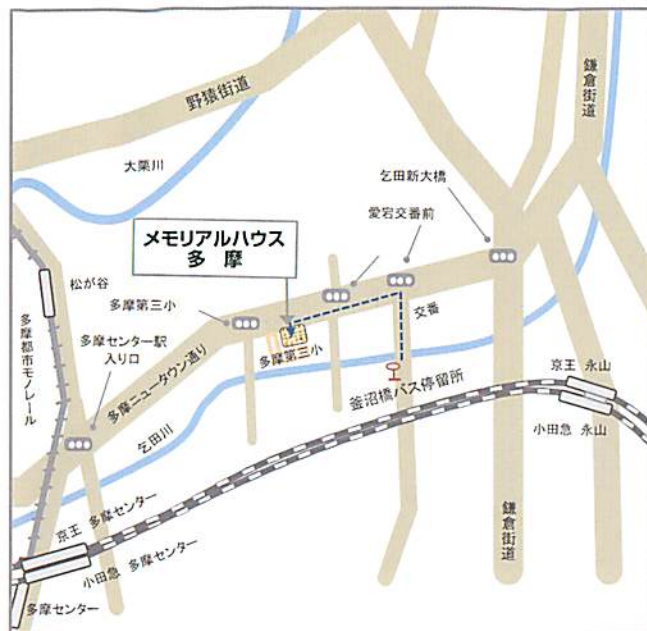 野猿街道
鎌倉街道
大栗川
乞田新大橋
愛宕交番前
メモリアルハウス
多摩
松が谷
多摩第三小
交番
多摩センター駅
入り口
多摩第三小
多摩都市モノレール
多摩ニュータウン通り
釜沼橋バス停留所
京王 永山
小田急 永山
乞田川
京王 多摩センター
小田急 多摩センター
鎌倉街道
多摩センター